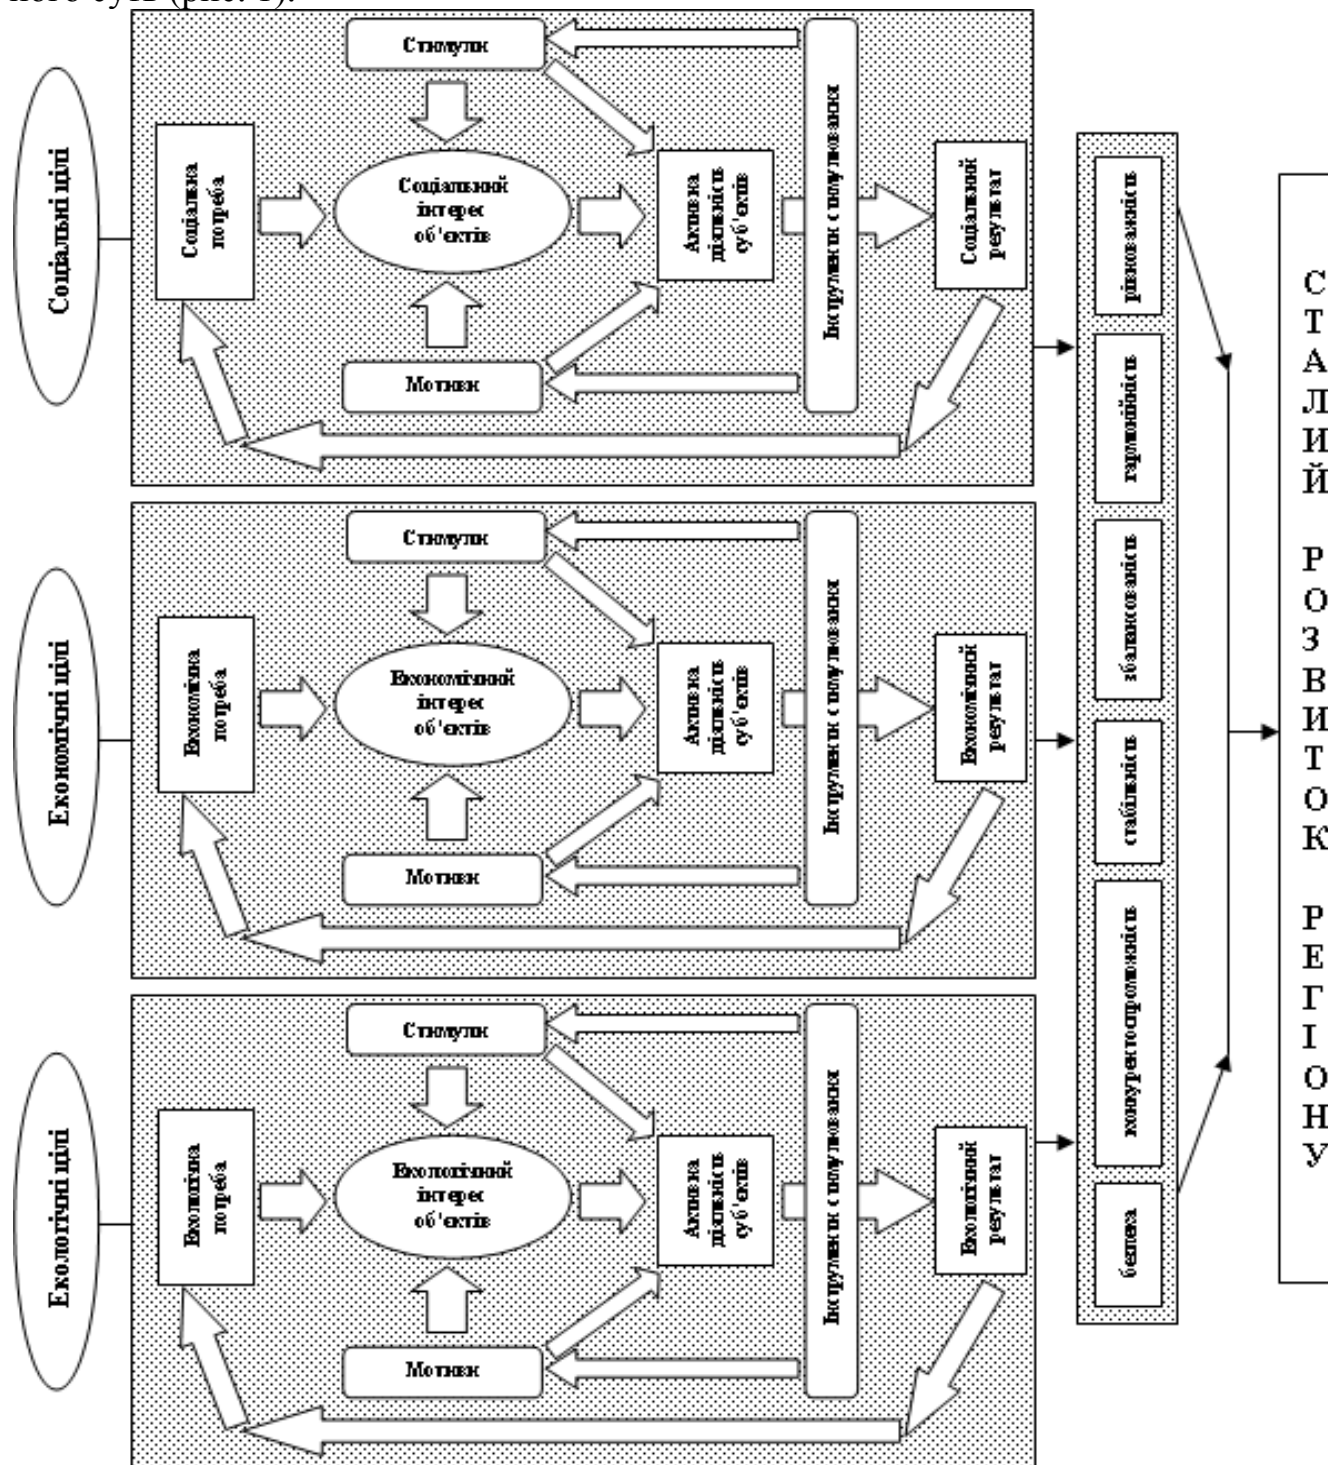 ного суті (рис. 1).
Соціальні цілі
Соціальна
потреба
Стимули
Соціальний
інтерес
об'єктів
Мотиви
Активна
діяльність
суб'єктів
Інструменти стимулювання
Соціальний
результат
Економічні цілі
Економічна
потреба
Стимули
Економічний
інтерес
об'єктів
Мотиви
Активна
діяльність
суб'єктів
Інструменти стимулювання
Економічний
результат
Екологічні цілі
Екологічна
потреба
Стимули
Екологічний
інтерес
об'єктів
Мотиви
Активна
діяльність
суб'єктів
Інструменти стимулювання
Екологічний
результат
рівноважність
гармонійність
збалансованість
стабільність
конкурентоспроможність
безпека
СТАЛИЙ РОЗВИТОК РЕГІОНУ